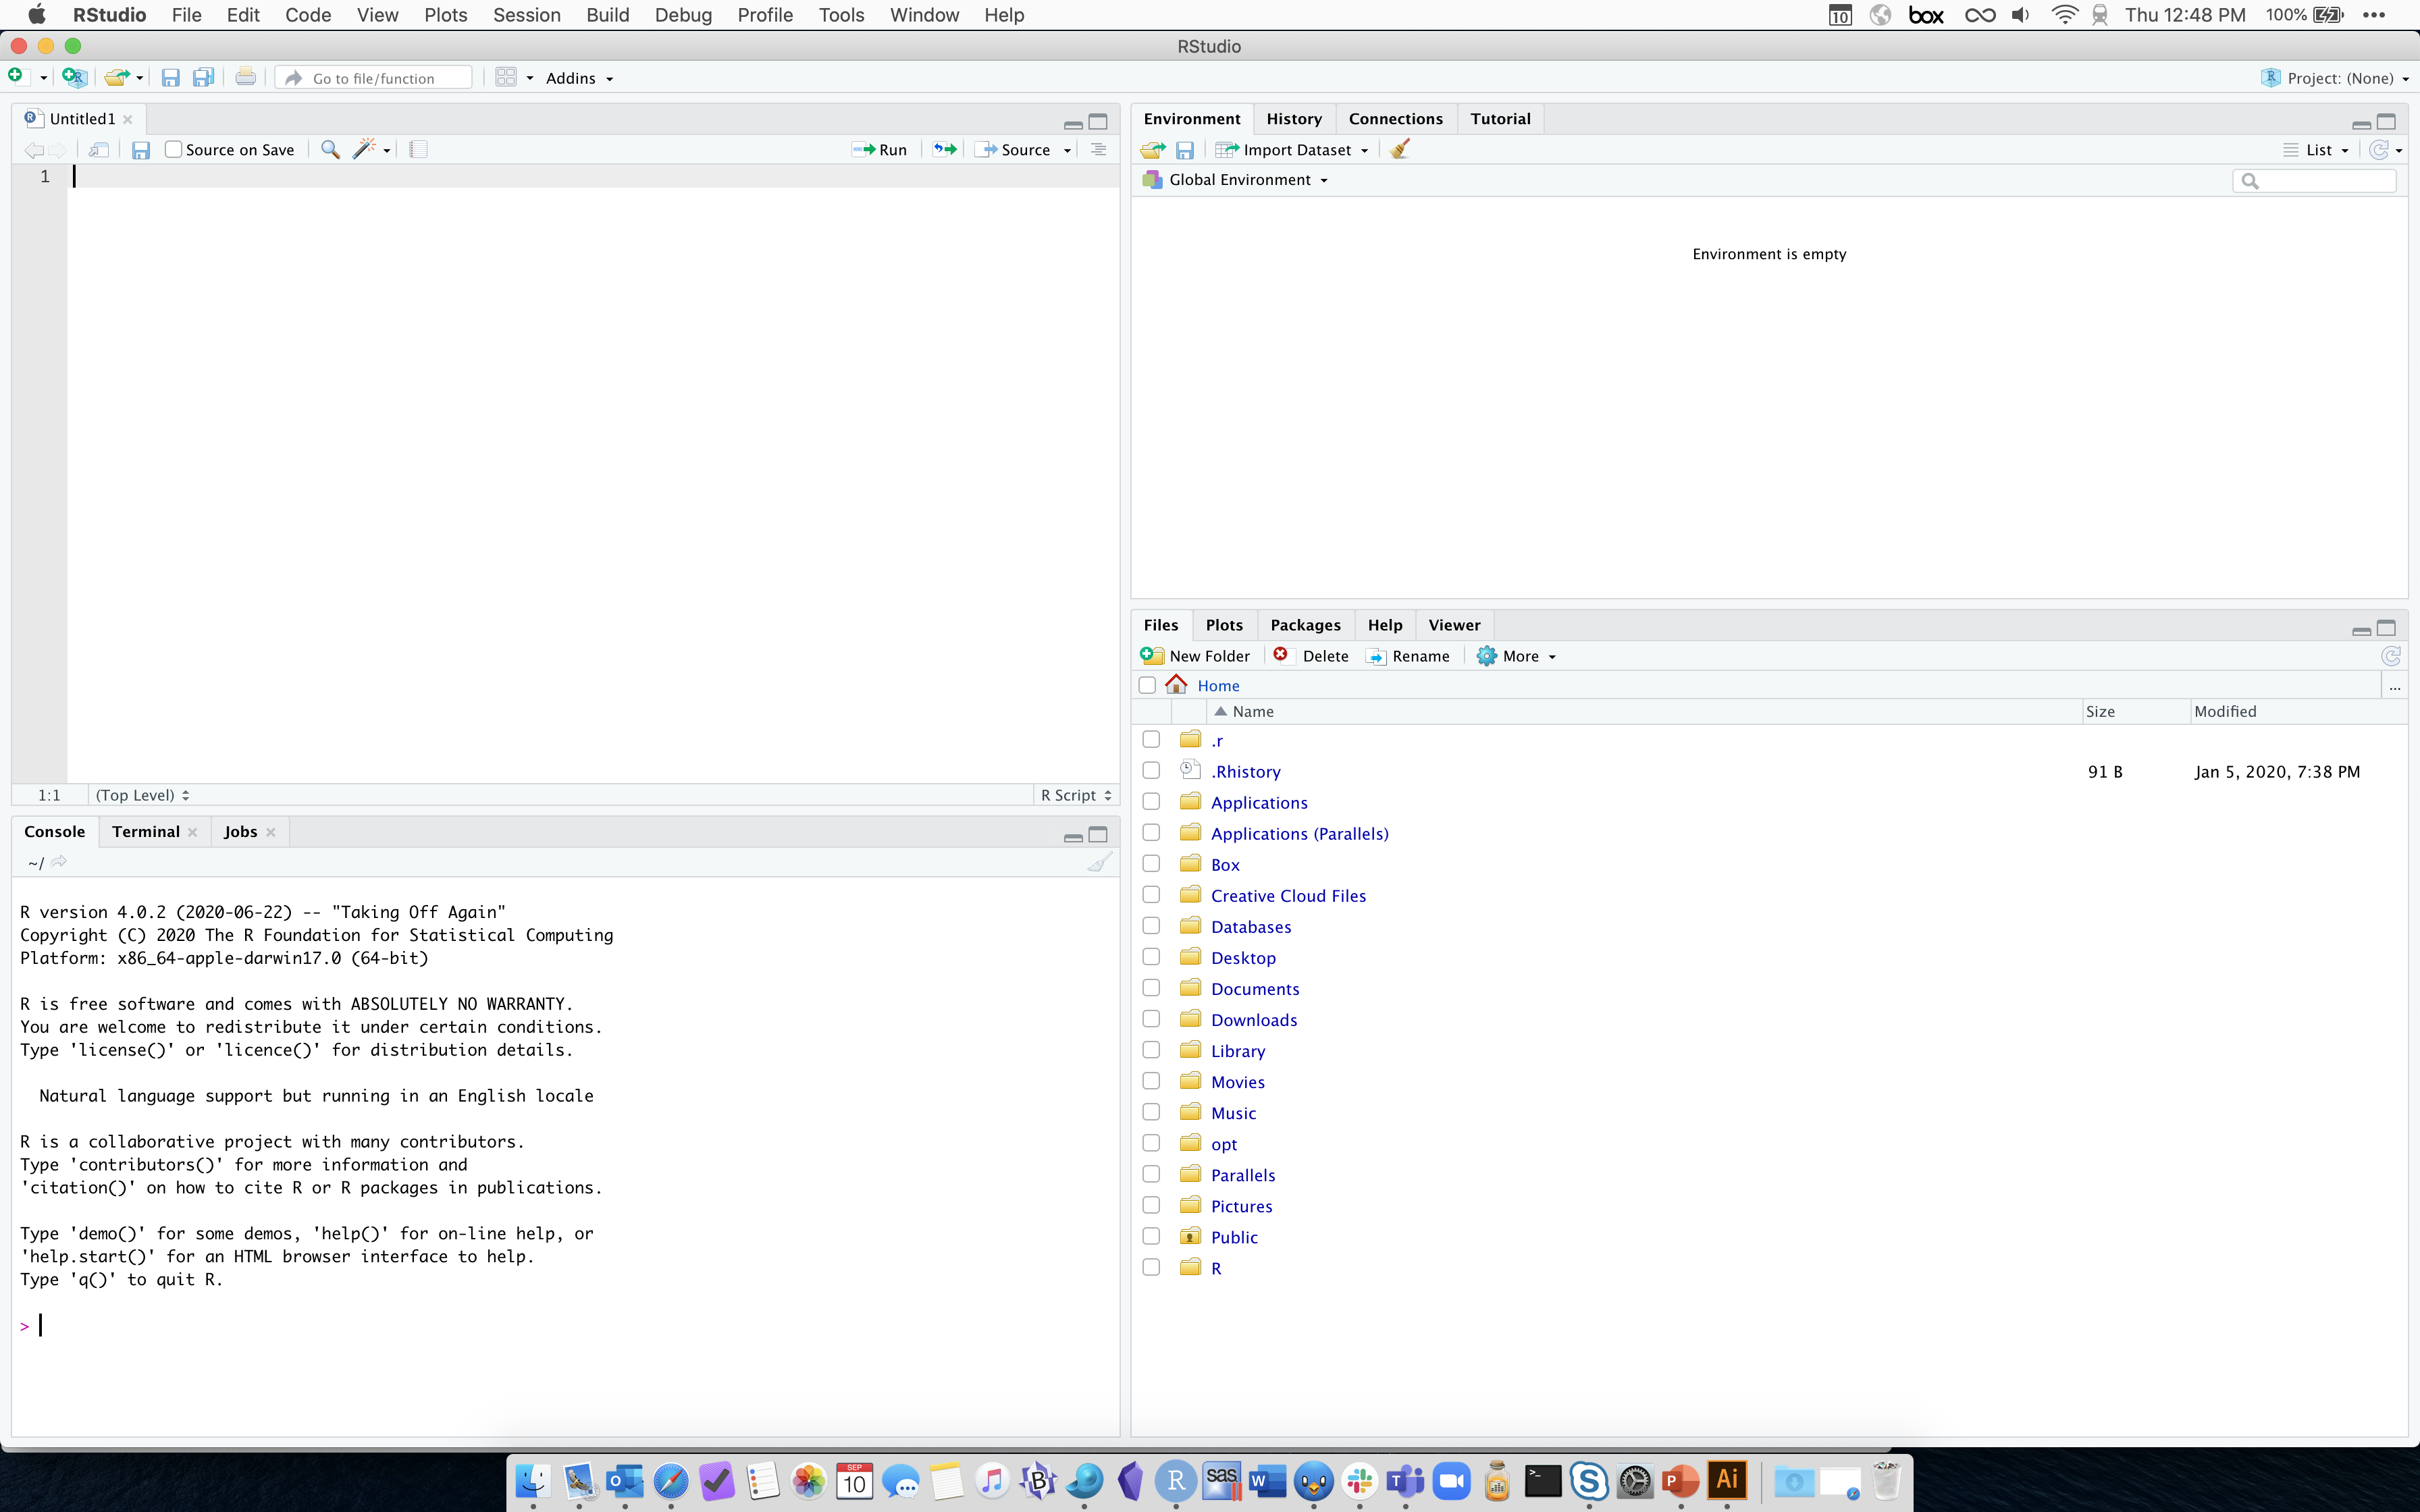 RStudio File Edit Code View Plots Session Build Debug Profile Tools Window Help 10 box Thu 12:48 PM 100%
RStudio
Go to file/function Addins Project: (None)
Untitled1
Source on Save Run Source
1
1:1 (Top Level) R Script
Console Terminal Jobs
~/
R version 4.0.2 (2020-06-22) -- "Taking Off Again"
Copyright (C) 2020 The R Foundation for Statistical Computing
Platform: x86_64-apple-darwin17.0 (64-bit)
R is free software and comes with ABSOLUTELY NO WARRANTY.
You are welcome to redistribute it under certain conditions.
Type 'license()' or 'licence()' for distribution details.
Natural language support but running in an English locale
R is a collaborative project with many contributors.
Type 'contributors()' for more information and
'citation()' on how to cite R or R packages in publications.
Type 'demo()' for some demos, 'help()' for on-line help, or
'help.start()' for an HTML browser interface to help.
Type 'q()' to quit R.
>
Environment History Connections Tutorial
Import Dataset List
Global Environment
Environment is empty
Files Plots Packages Help Viewer
New Folder Delete Rename More
Home ...
Name Size Modified
.r
.Rhistory 91 B Jan 5, 2020, 7:38 PM
Applications
Applications (Parallels)
Box
Creative Cloud Files
Databases
Desktop
Documents
Downloads
Library
Movies
Music
opt
Parallels
Pictures
Public
R
SEP
10 B R sas W T S P Ai